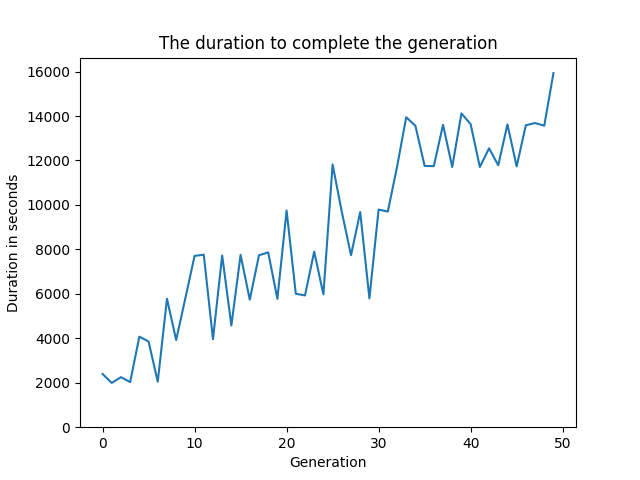 The duration to complete the generation
16000
14000
12000
10000
8000
6000
4000
2000
0
Duration in seconds
0 10 20 30 40 50
Generation